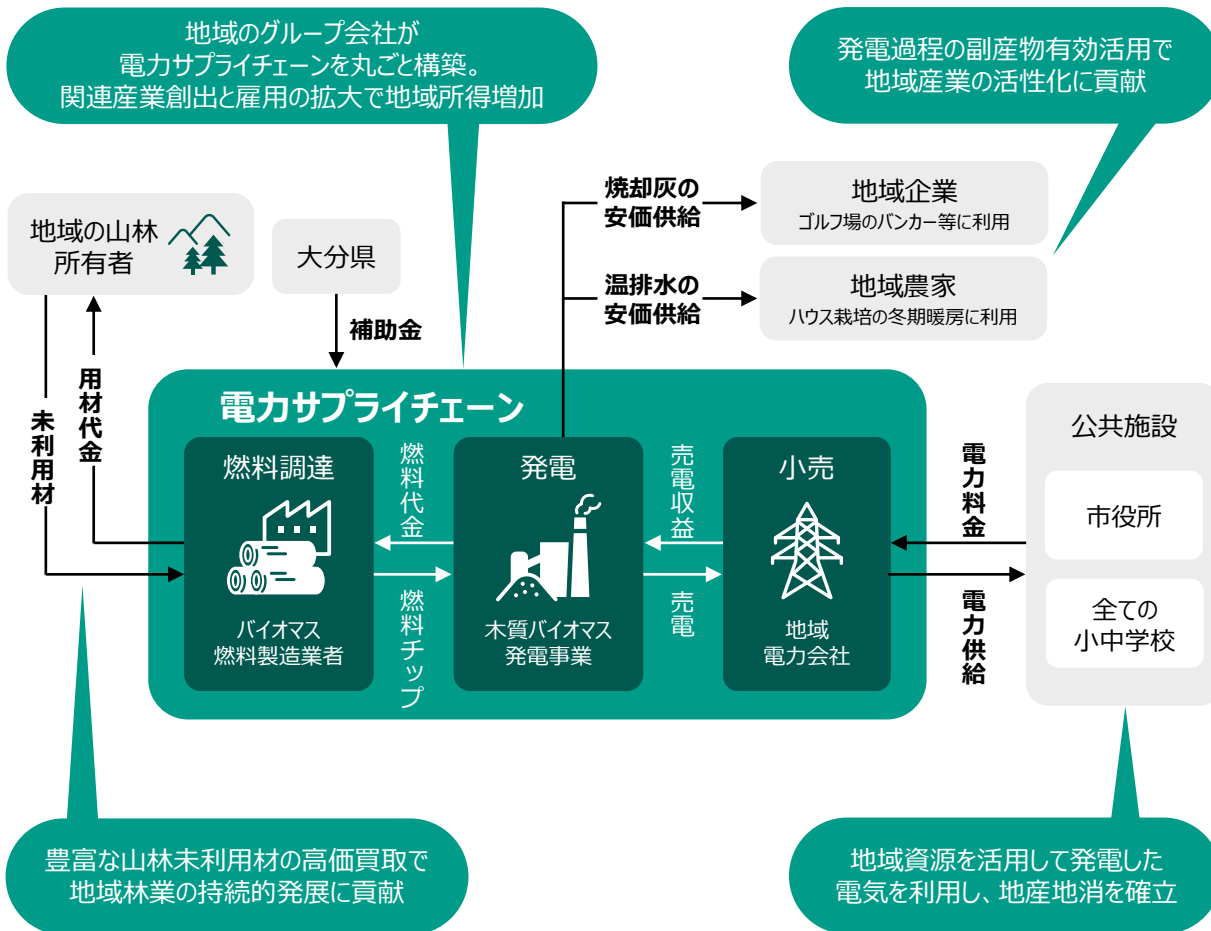 地域のグループ会社が
電力サプライチェーンを丸ごと構築。
関連産業創出と雇用の拡大で地域所得増加
発電過程の副産物有効活用で
地域産業の活性化に貢献
地域の山林
所有者
大分県
補助金
焼却灰の
安価供給
地域企業
ゴルフ場のバンカー等に利用
温排水の
安価供給
地域農家
ハウス栽培の冬期暖房に利用
未利用材
用材代金
電力サプライチェーン
燃料調達
バイオマス
燃料製造業者
燃料代金
燃料チップ
発電
木質バイオマス
発電事業
売電収益
売電
小売
地域
電力会社
電力料金
電力供給
公共施設
市役所
全ての
小中学校
豊富な山林未利用材の高価買取で
地域林業の持続的発展に貢献
地域資源を活用して発電した
電気を利用し、地産地消を確立